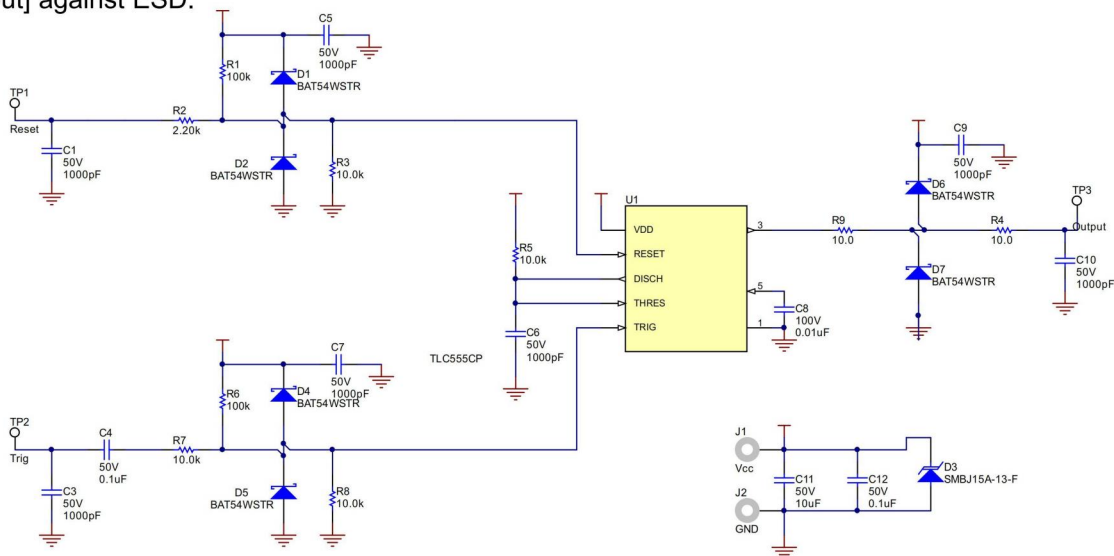 against ESD.
C5
50V
1000pF
R1
100k
D1
BAT54WSTR
TP1
Reset
R2
2.20k
C1
50V
1000pF
D2
BAT54WSTR
R3
10.0k
C9
50V
1000pF
D6
BAT54WSTR
TP3
Output
U1
VDD
RESET
DISCH
THRES
TRIG
3
5
1
R9
10.0
R4
10.0
R5
10.0k
D7
BAT54WSTR
C10
50V
1000pF
C8
100V
0.01uF
C6
50V
1000pF
TLC555CP
C7
50V
1000pF
R6
100k
D4
BAT54WSTR
TP2
Trig
C4
50V
0.1uF
R7
10.0k
C3
50V
1000pF
D5
BAT54WSTR
R8
10.0k
J1
Vcc
J2
GND
C11
50V
10uF
C12
50V
0.1uF
D3
SMBJ15A-13-F